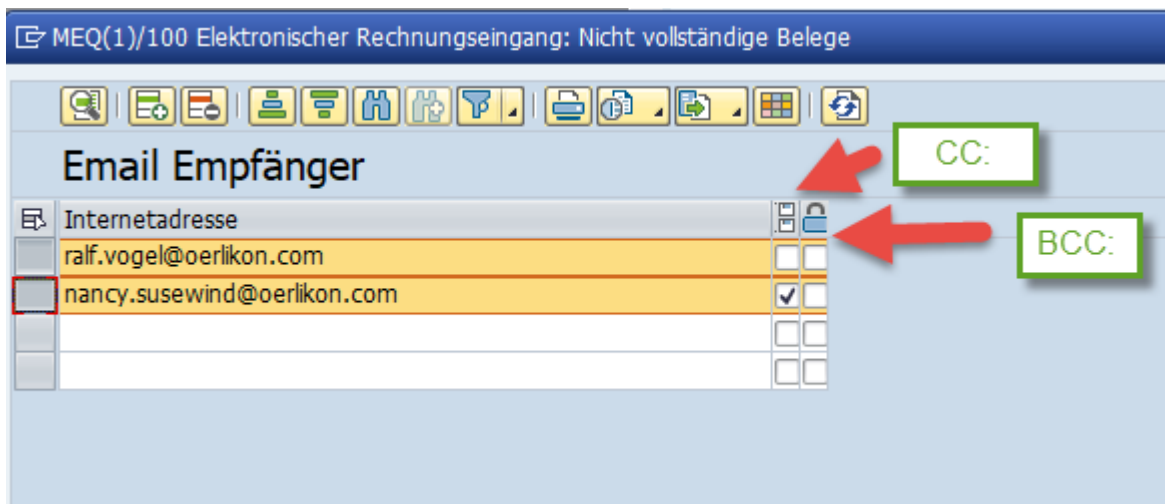 MEQ(1)/100 Elektronischer Rechnungseingang: Nicht vollständige Belege
CC:
Email Empfänger
Internetadresse
BCC:
ralf.vogel@oerlikon.com
nancy.susewind@oerlikon.com